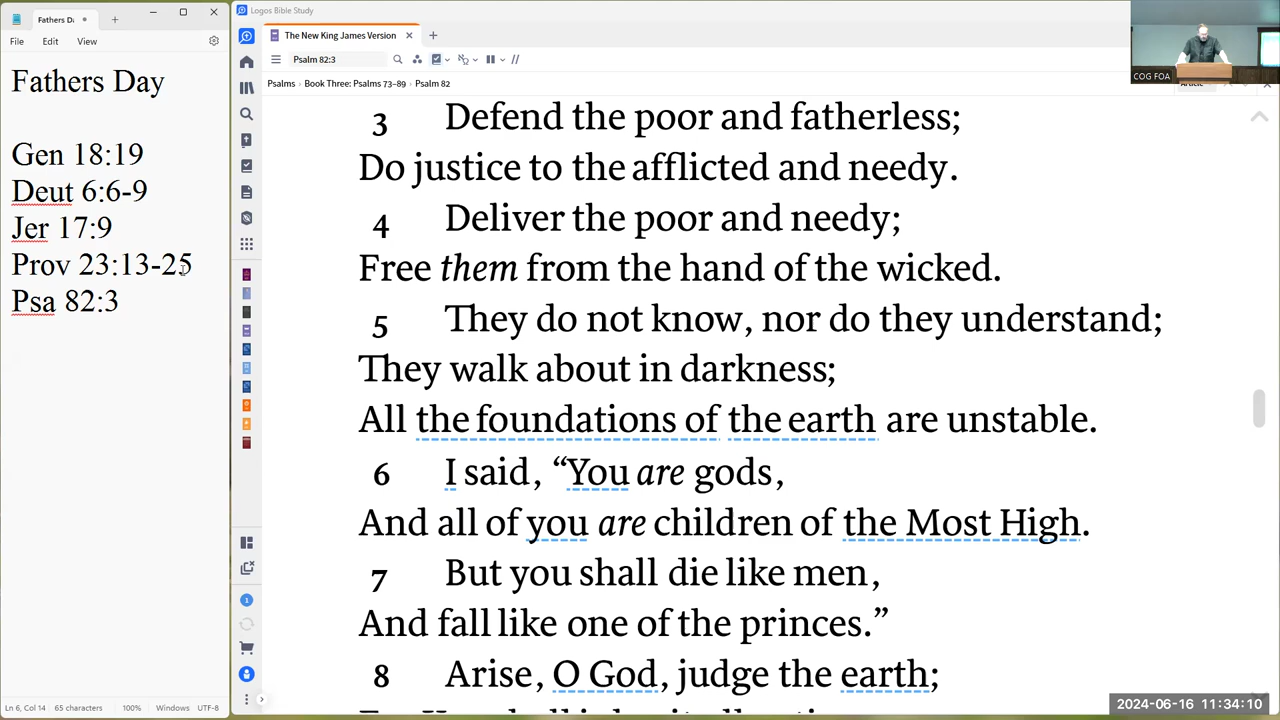 Fathers Da
File
Edit
View
Fathers Day
Gen 18:19
Deut 6:6-9
Jer 17:9
Prov 23:13-25
Psa 82:3
Ln 6, Col 14
65 characters
100%
Windows
UTF-8
Logos Bible Study
The New King James Version
Psalm 82:3
Psalms › Book Three: Psalms 73–89 › Psalm 82
3 Defend the poor and fatherless;
Do justice to the afflicted and needy.
4 Deliver the poor and needy;
Free them from the hand of the wicked.
5 They do not know, nor do they understand;
They walk about in darkness;
All the foundations of the earth are unstable.
6 I said, “You are gods,
And all of you are children of the Most High.
7 But you shall die like men,
And fall like one of the princes.”
8 Arise, O God, judge the earth;
COG FOA
2024-06-16 11:34:10